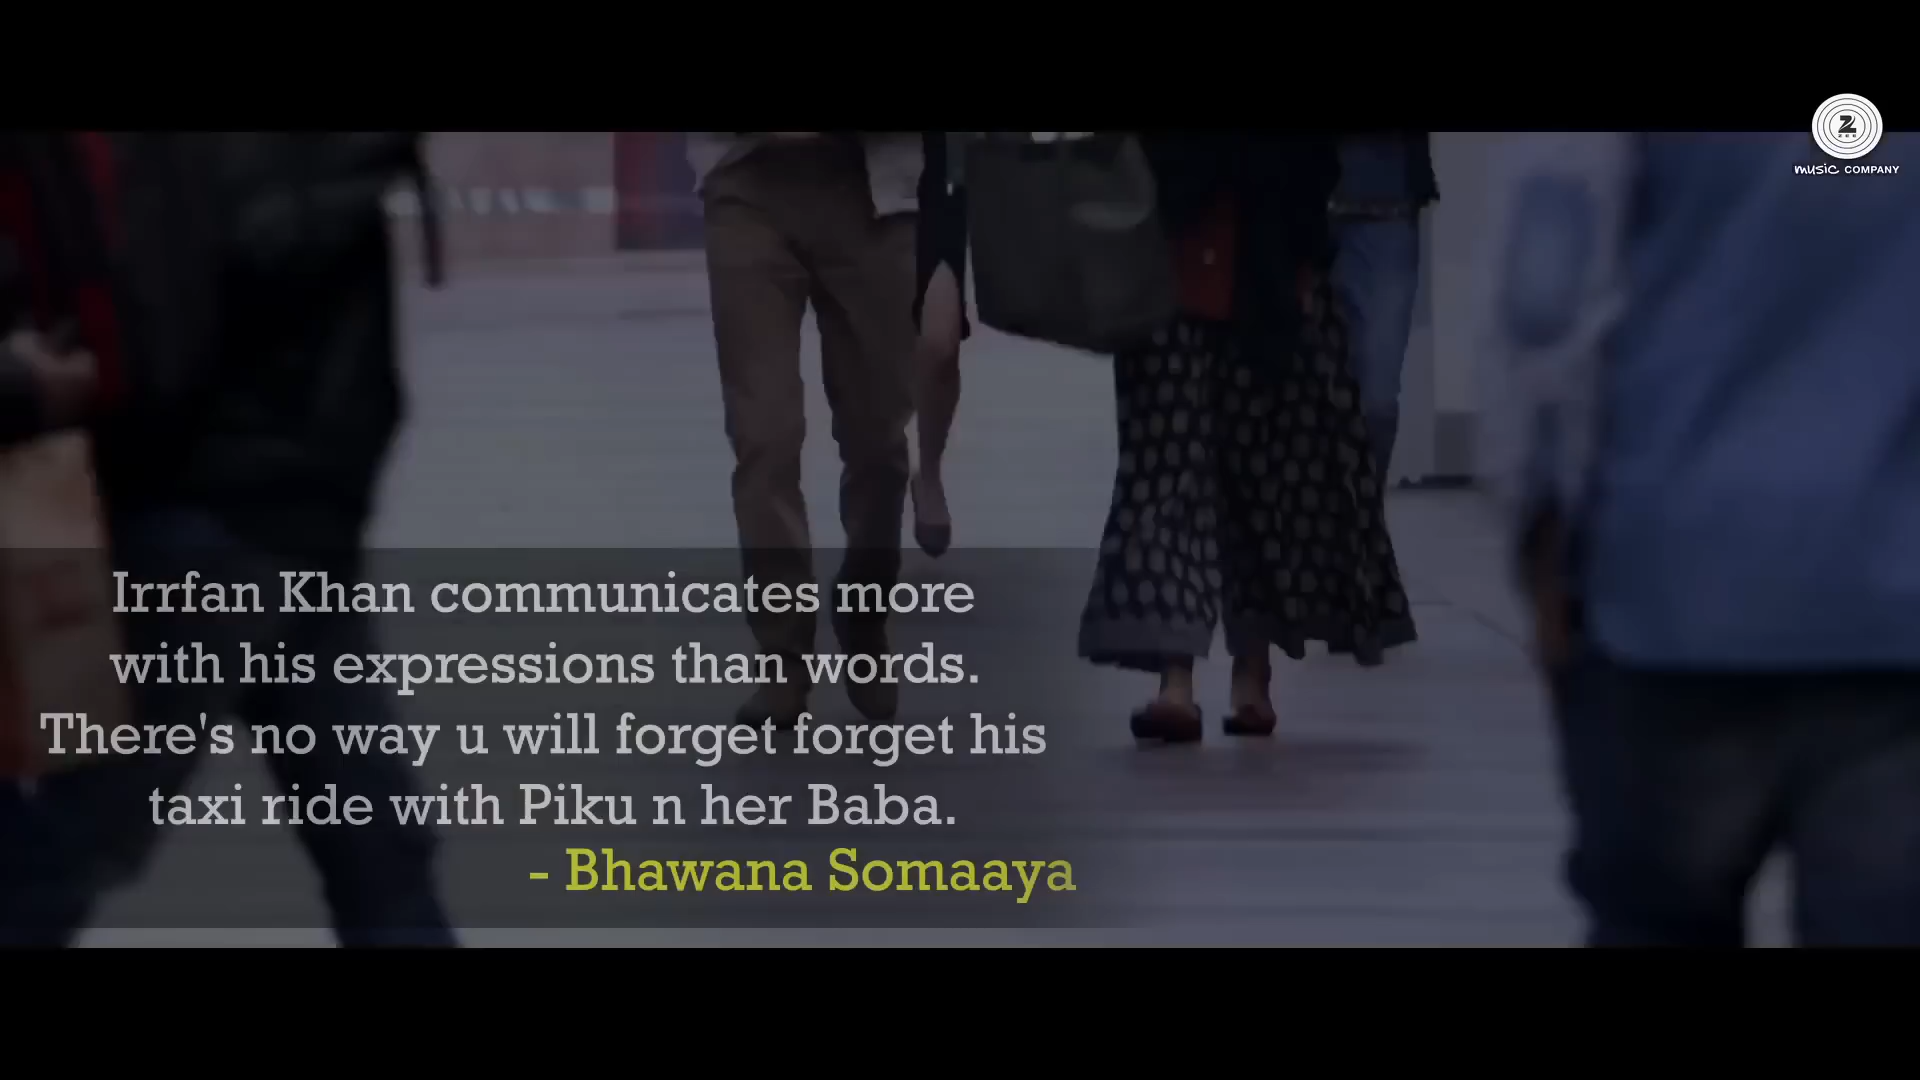 Z
ZEE
music COMPANY
Irrfan Khan communicates more
with his expressions than words.
There's no way u will forget forget his
taxi ride with Piku n her Baba.
- Bhawana Somaaya